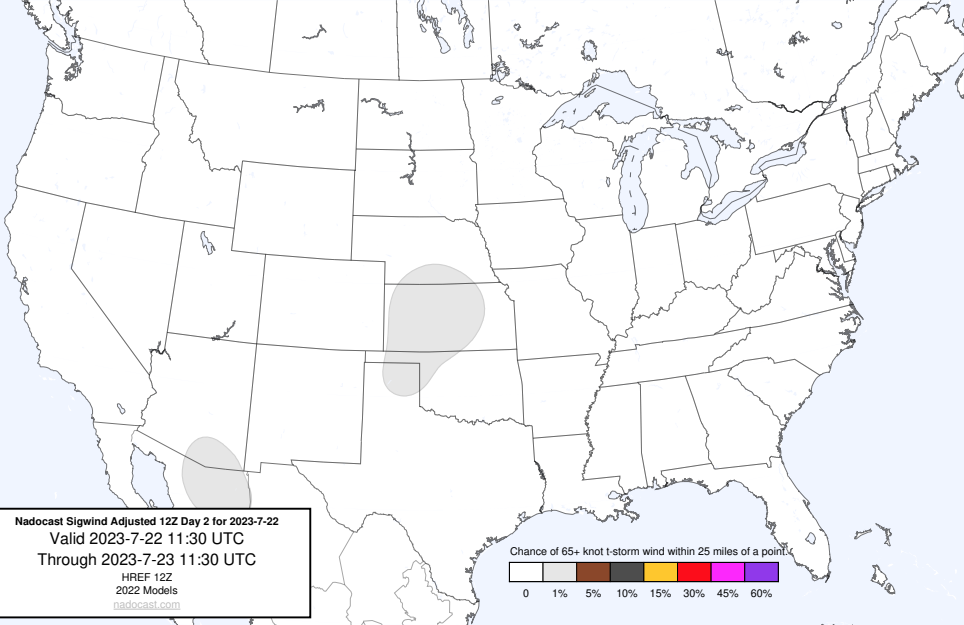 Nadocast Sigwind Adjusted 12Z Day 2 for 2023-7-22
Valid 2023-7-22 11:30 UTC
Through 2023-7-23 11:30 UTC
HREF 12Z
2022 Models
nadocast.com
Chance of 65+ knot t-storm wind within 25 miles of a point.
0 1% 5% 10% 15% 30% 45% 60%